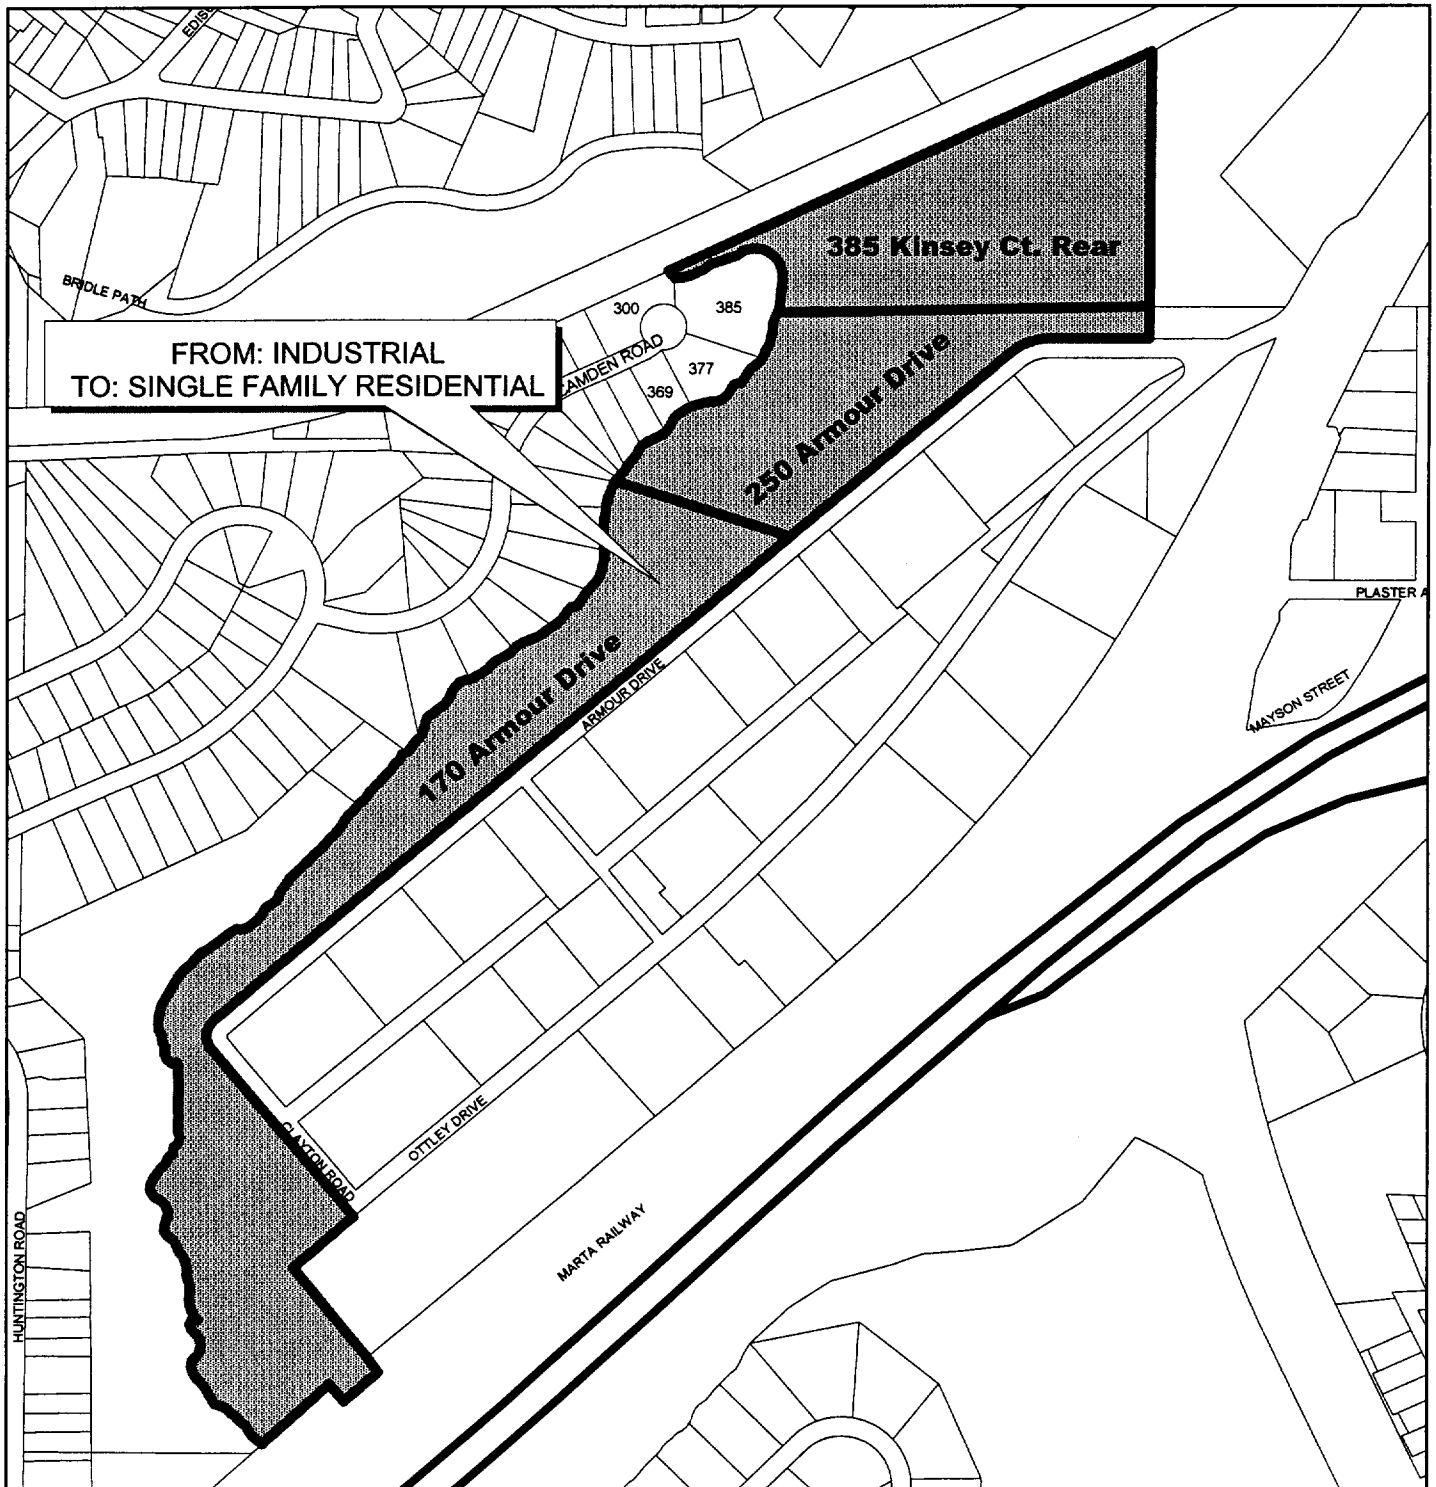 BRIDLE PATH
385 Kinsey Ct. Rear
300
385
FROM: INDUSTRIAL
TO: SINGLE FAMILY RESIDENTIAL
377
369
250 Armour Drive
PLASTER
170 Armour Drive
ARMOUR DRIVE
MAYSON STREET
CLAYTON ROAD
OTTLEY DRIVE
HUNTINGTON ROAD
MARTA RAILWAY
ROAD